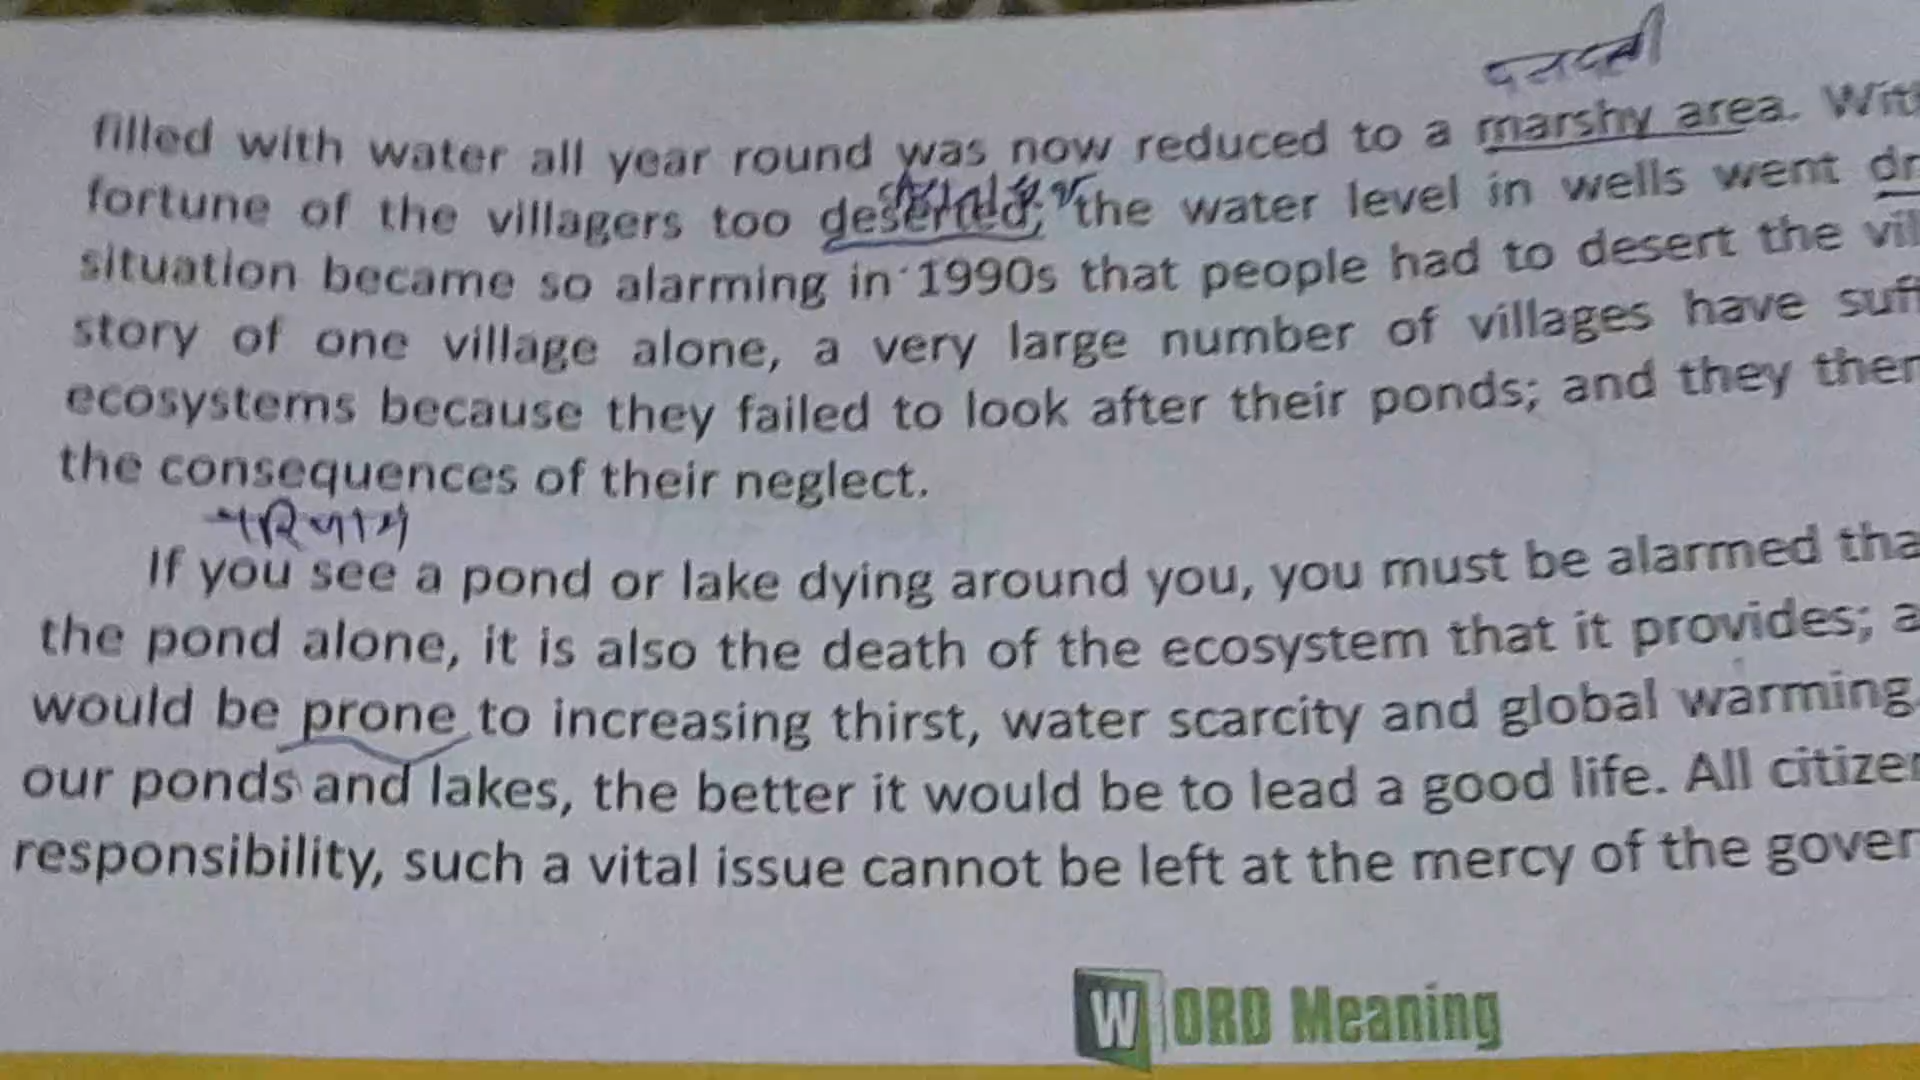 दलदली
filled with water all year round was now reduced to a marshy area. With
fortune of the villagers too deserted; the water level in wells went dr
situation became so alarming in 1990s that people had to desert the vil
story of one village alone, a very large number of villages have suff
ecosystems because they failed to look after their ponds; and they then
the consequences of their neglect.
परिणाम
If you see a pond or lake dying around you, you must be alarmed tha
the pond alone, it is also the death of the ecosystem that it provides; a
would be prone to increasing thirst, water scarcity and global warming.
our ponds and lakes, the better it would be to lead a good life. All citizen
responsibility, such a vital issue cannot be left at the mercy of the gover
WORD Meaning